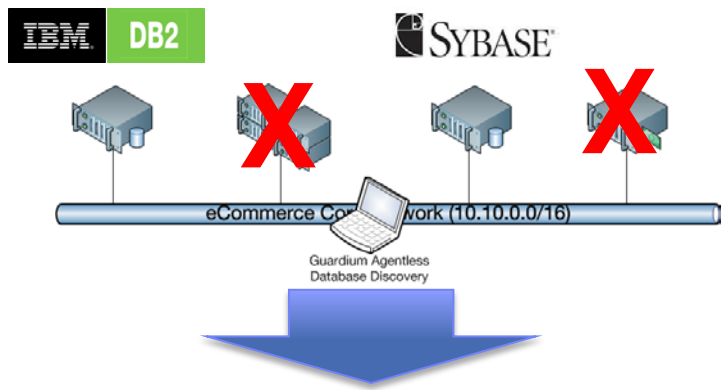 IBM. DB2
SYBASE®
X
X
eCommerce Co work (10.10.0.0/16)
Guardium Agentless
Database Discovery